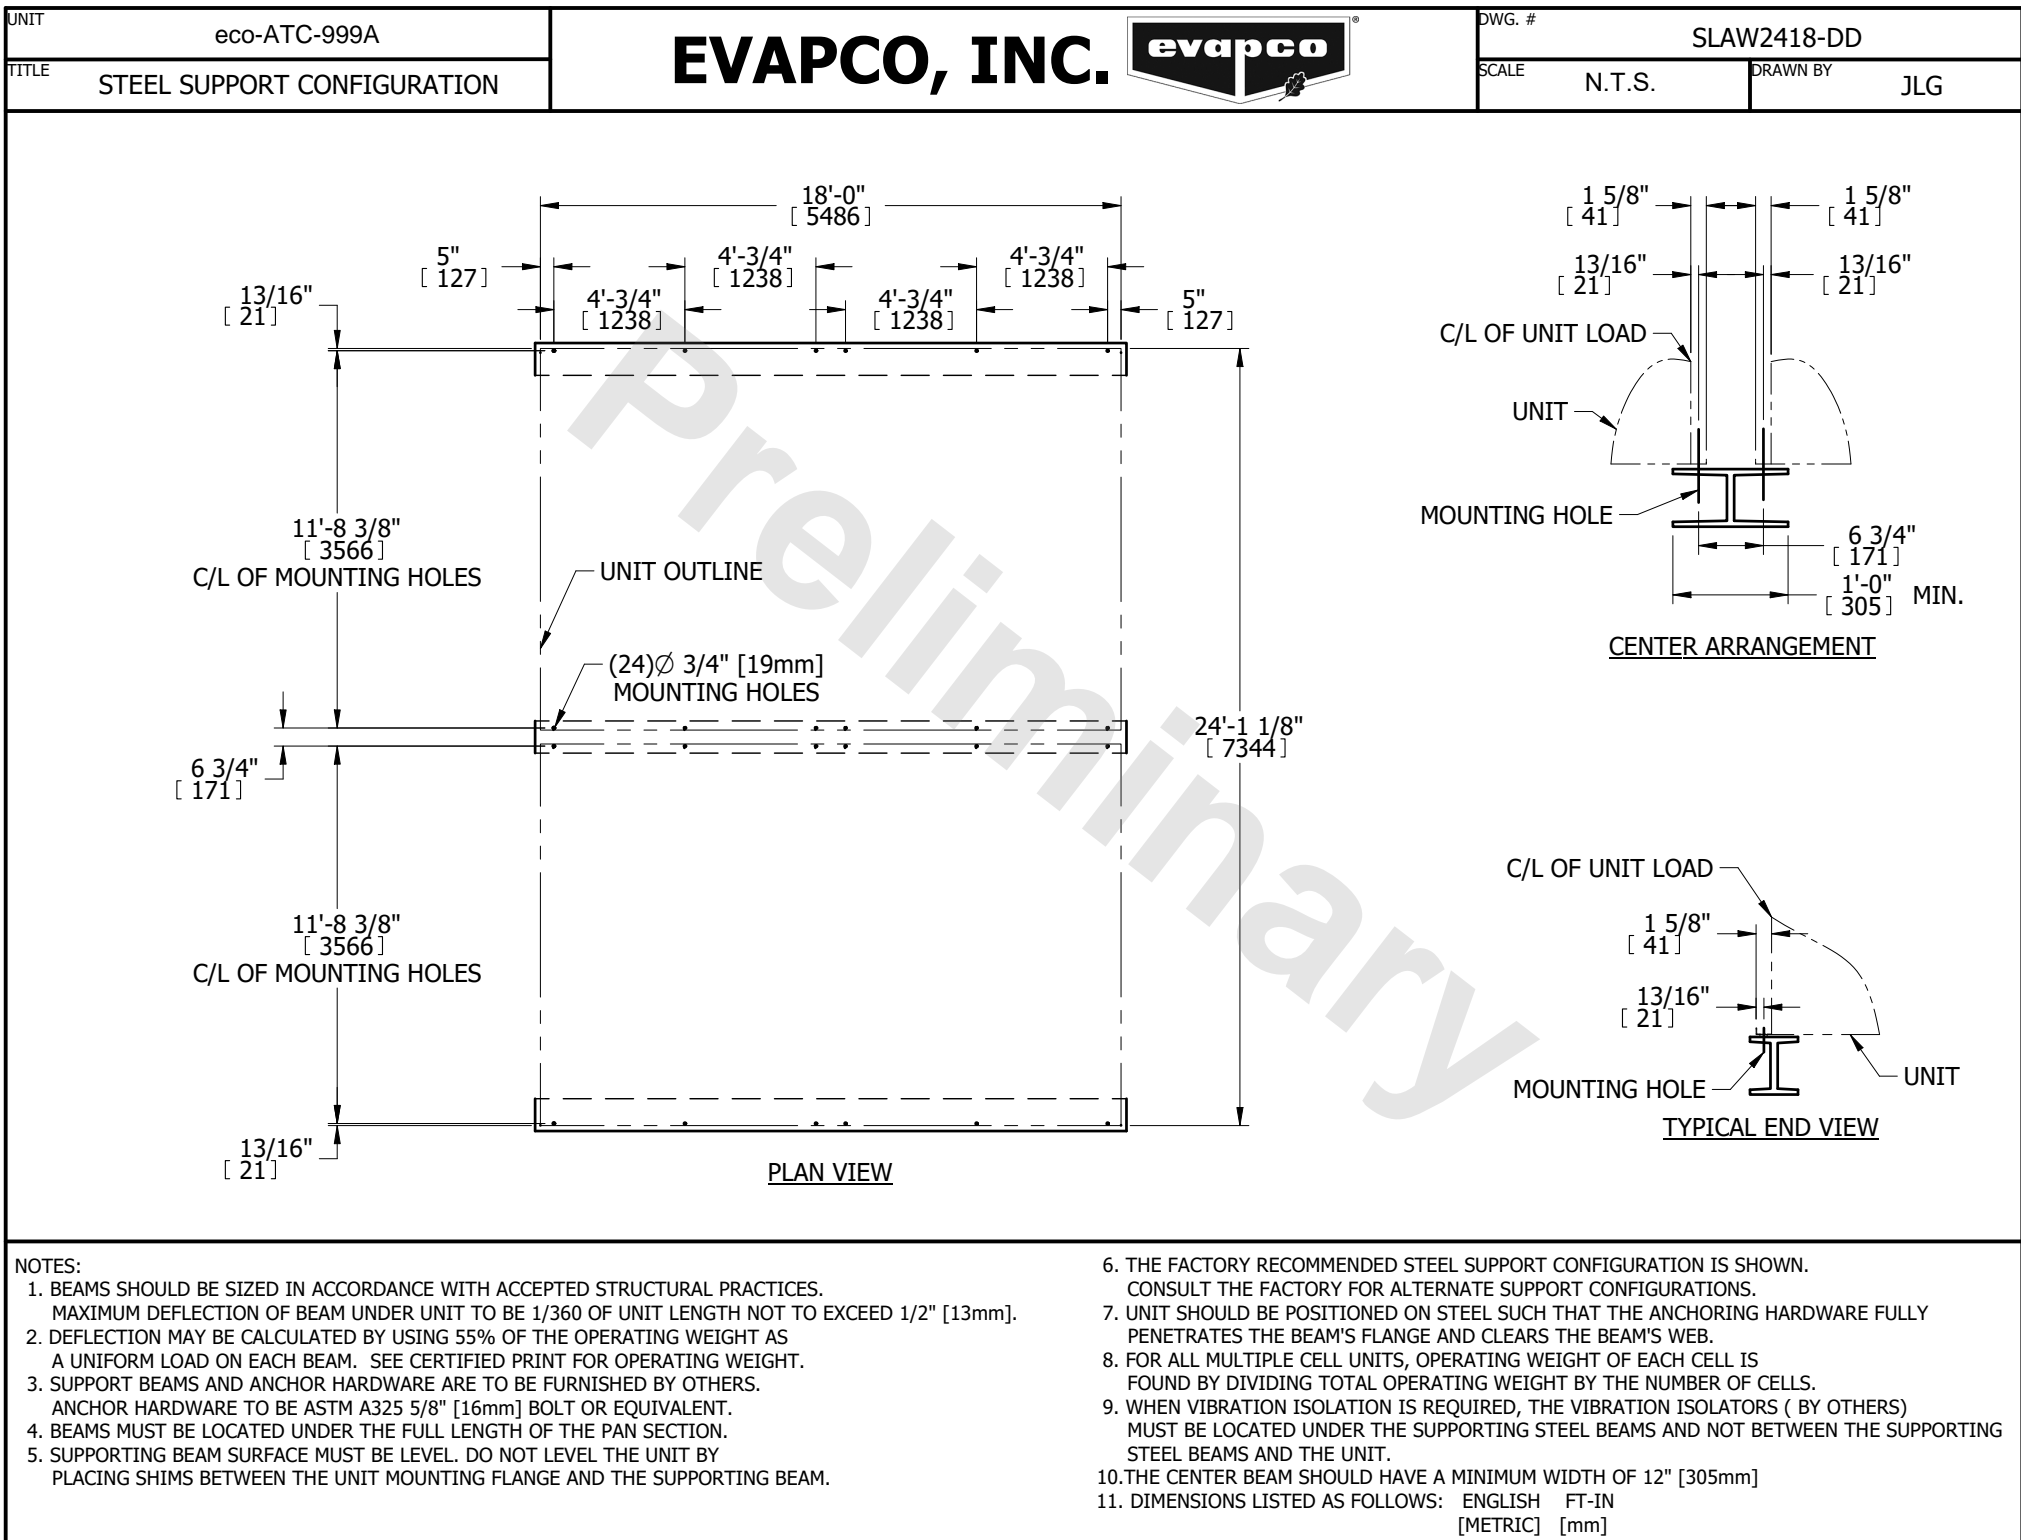 UNIT
eco-ATC-999A
TITLE
STEEL SUPPORT CONFIGURATION
EVAPCO, INC.
evapco
®
DWG. #
SLAW2418-DD
SCALE
N.T.S.
DRAWN BY
JLG
18'-0"
[ 5486 ]
5"
[ 127 ]
4'-3/4"
[ 1238 ]
4'-3/4"
[ 1238 ]
13/16"
[ 21 ]
4'-3/4"
[ 1238 ]
4'-3/4"
[ 1238 ]
5"
[ 127 ]
11'-8 3/8"
[ 3566 ]
C/L OF MOUNTING HOLES
UNIT OUTLINE
(24)Ø 3/4" [19mm]
MOUNTING HOLES
6 3/4"
[ 171 ]
24'-1 1/8"
[ 7344 ]
11'-8 3/8"
[ 3566 ]
C/L OF MOUNTING HOLES
13/16"
[ 21 ]
PLAN VIEW
Preliminary
1 5/8"
[ 41 ]
1 5/8"
[ 41 ]
13/16"
[ 21 ]
13/16"
[ 21 ]
C/L OF UNIT LOAD
UNIT
MOUNTING HOLE
6 3/4"
[ 171 ]
1'-0"
[ 305 ]
MIN.
CENTER ARRANGEMENT
C/L OF UNIT LOAD
1 5/8"
[ 41 ]
13/16"
[ 21 ]
MOUNTING HOLE
UNIT
TYPICAL END VIEW
NOTES:
1. BEAMS SHOULD BE SIZED IN ACCORDANCE WITH ACCEPTED STRUCTURAL PRACTICES.
MAXIMUM DEFLECTION OF BEAM UNDER UNIT TO BE 1/360 OF UNIT LENGTH NOT TO EXCEED 1/2" [13mm].
2. DEFLECTION MAY BE CALCULATED BY USING 55% OF THE OPERATING WEIGHT AS
A UNIFORM LOAD ON EACH BEAM. SEE CERTIFIED PRINT FOR OPERATING WEIGHT.
3. SUPPORT BEAMS AND ANCHOR HARDWARE ARE TO BE FURNISHED BY OTHERS.
ANCHOR HARDWARE TO BE ASTM A325 5/8" [16mm] BOLT OR EQUIVALENT.
4. BEAMS MUST BE LOCATED UNDER THE FULL LENGTH OF THE PAN SECTION.
5. SUPPORTING BEAM SURFACE MUST BE LEVEL. DO NOT LEVEL THE UNIT BY
PLACING SHIMS BETWEEN THE UNIT MOUNTING FLANGE AND THE SUPPORTING BEAM.
6. THE FACTORY RECOMMENDED STEEL SUPPORT CONFIGURATION IS SHOWN.
CONSULT THE FACTORY FOR ALTERNATE SUPPORT CONFIGURATIONS.
7. UNIT SHOULD BE POSITIONED ON STEEL SUCH THAT THE ANCHORING HARDWARE FULLY
PENETRATES THE BEAM'S FLANGE AND CLEARS THE BEAM'S WEB.
8. FOR ALL MULTIPLE CELL UNITS, OPERATING WEIGHT OF EACH CELL IS
FOUND BY DIVIDING TOTAL OPERATING WEIGHT BY THE NUMBER OF CELLS.
9. WHEN VIBRATION ISOLATION IS REQUIRED, THE VIBRATION ISOLATORS ( BY OTHERS)
MUST BE LOCATED UNDER THE SUPPORTING STEEL BEAMS AND NOT BETWEEN THE SUPPORTING
STEEL BEAMS AND THE UNIT.
10.THE CENTER BEAM SHOULD HAVE A MINIMUM WIDTH OF 12" [305mm]
11. DIMENSIONS LISTED AS FOLLOWS: ENGLISH FT-IN
[METRIC] [mm]